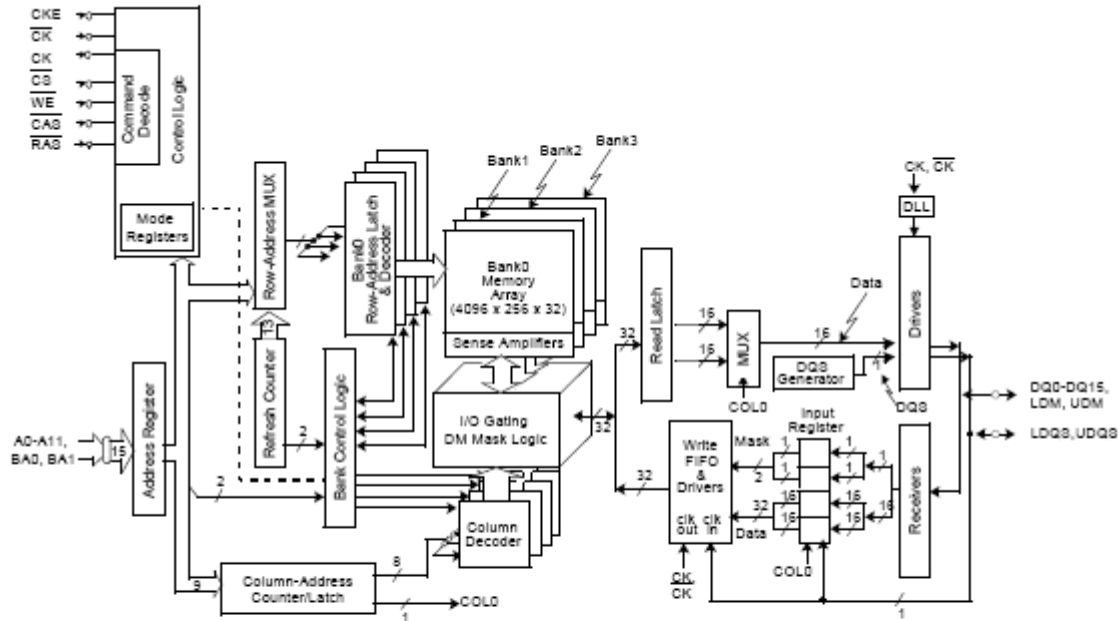 CKE
CK
CK
CS
WE
CAS
RAS
Command
Decode
Control Logic
Mode
Registers
Row-Address MUX
13
Refresh Counter
2
Bank0
Row-Address Latch
& Decoder
Bank1
Bank2
Bank3
Bank0
Memory
Array
(4096 x 256 x 32)
Sense Amplifiers
I/O Gating
DM Mask Logic
Bank Control Logic
2
Column
Decoder
A0-A11,
BA0, BA1
15
Address Register
9
Column-Address
Counter/Latch
8
1
COL0
32
32
32
Read Latch
16
16
MUX
COL0
16
Data
DQS
Generator
DQS
CK, CK
DLL
Drivers
DQ0-DQ15,
LDM, UDM
LDQS, UDQS
Input
Register
Write
FIFO
&
Drivers
clk clk
out in
Mask
2
32
Data
1
1
16
16
1
1
16
16
1
16
Receivers
CK,
CK
COL0
1